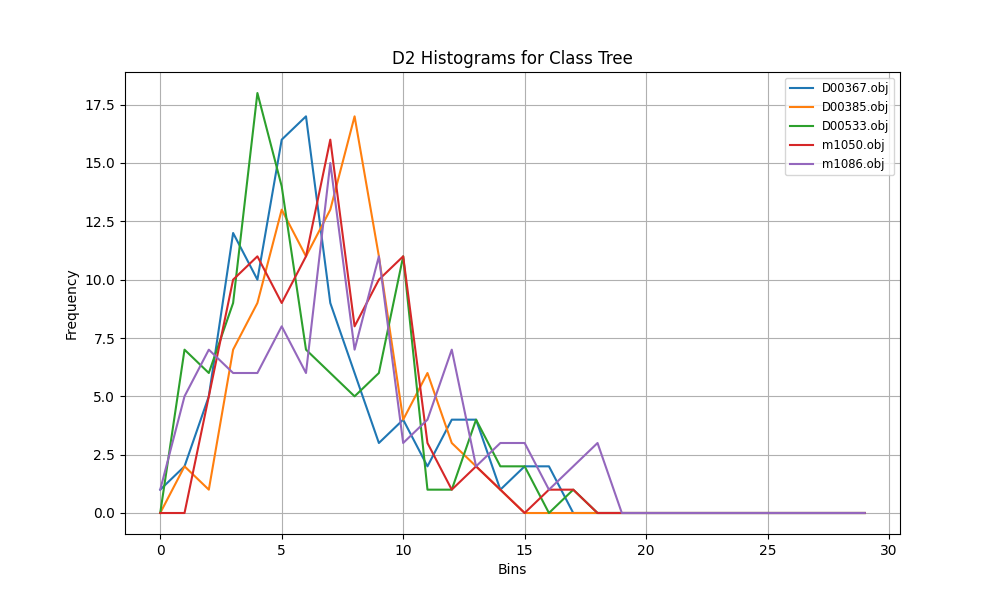 D2 Histograms for Class Tree
D00367.obj
D00385.obj
D00533.obj
m1050.obj
m1086.obj
Frequency
17.5
15.0
12.5
10.0
7.5
5.0
2.5
0.0
0 5 10 15 20 25 30
Bins